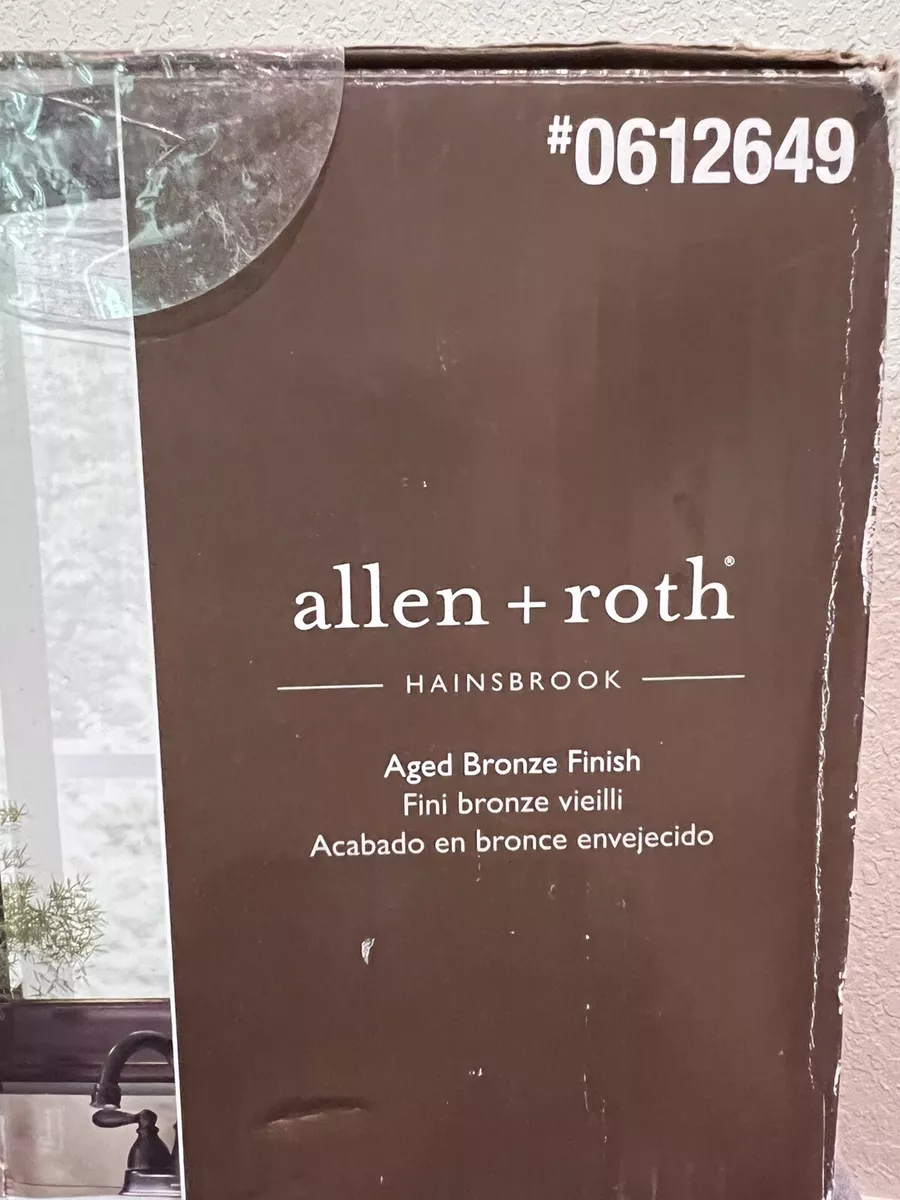 #0612649
allen + roth®
HAINSBROOK
Aged Bronze Finish
Fini bronze vieilli
Acabado en bronce envejecido